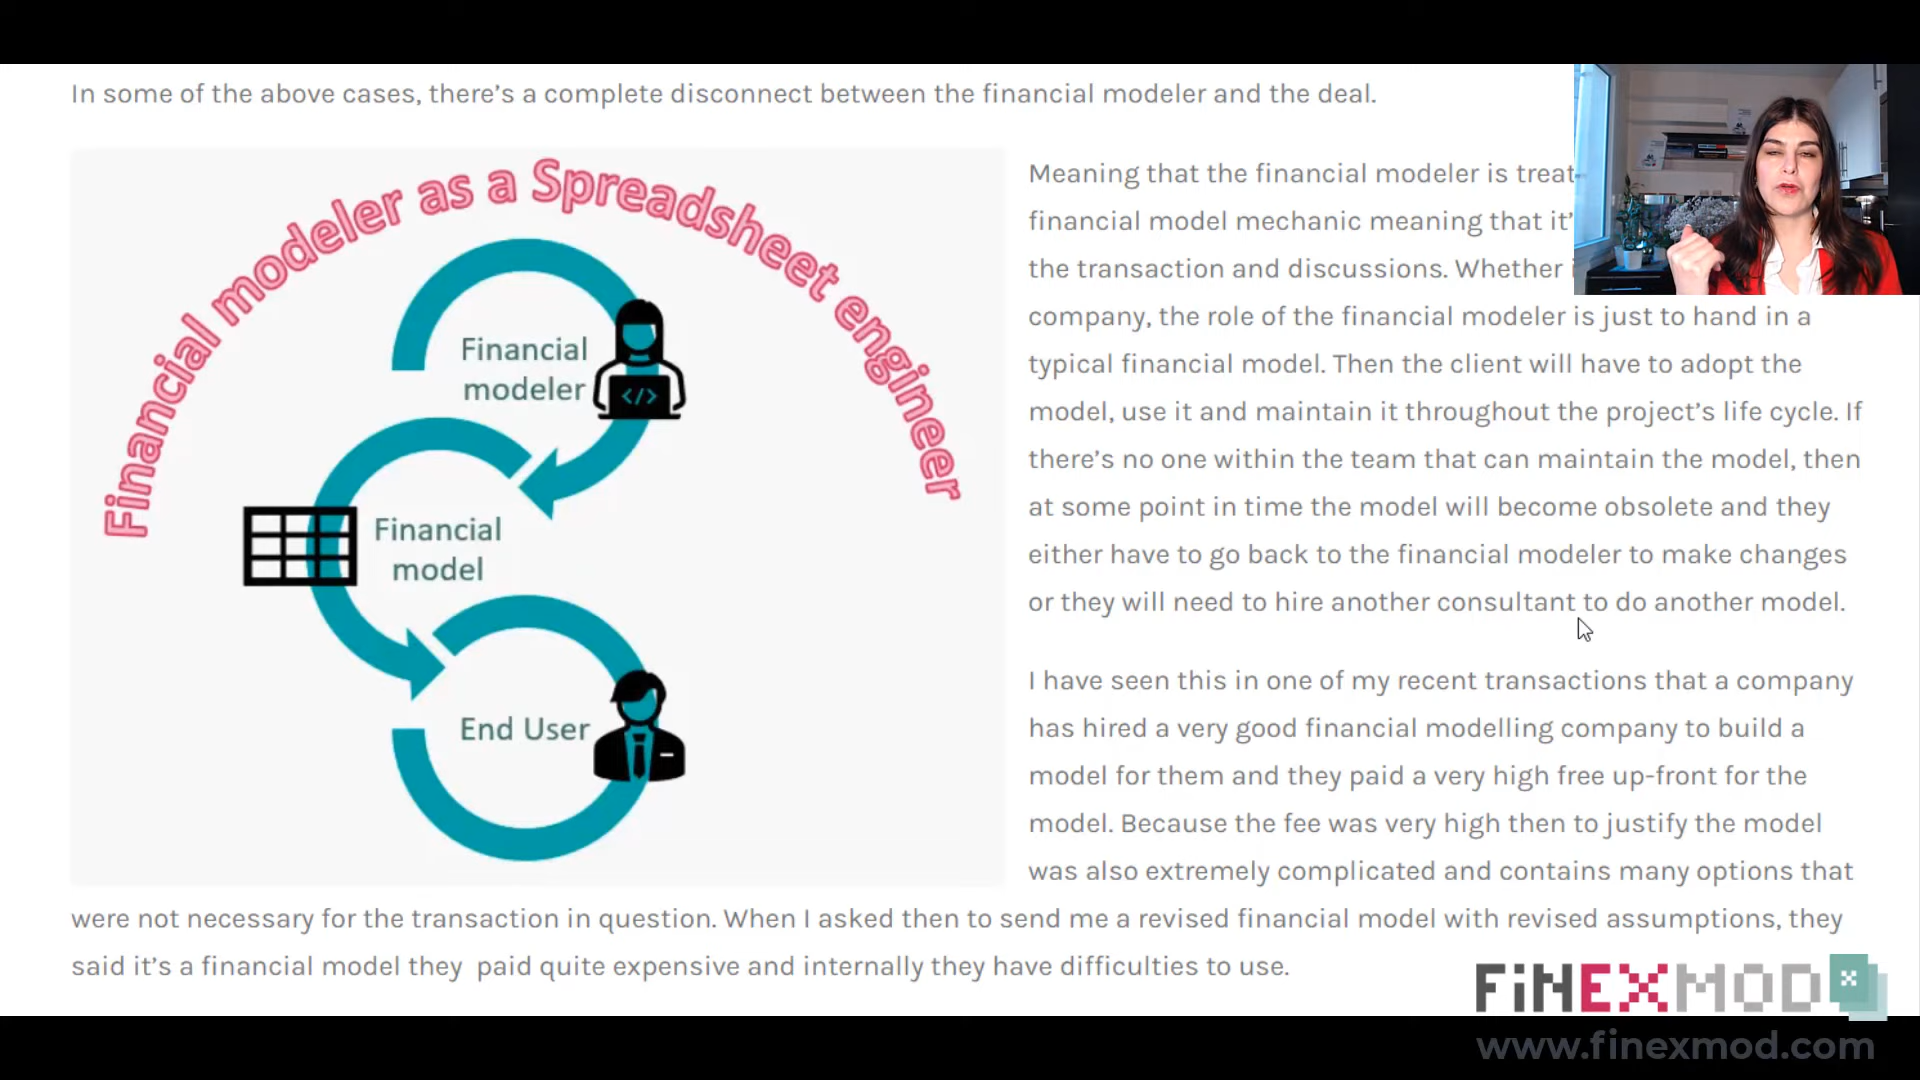 In some of the above cases, there's a complete disconnect between the financial modeler and the deal.
Financial modeler as a Spreadsheet engineer
Financial
modeler
</>
Financial
model
End User
Meaning that the financial modeler is treat
financial model mechanic meaning that it'
the transaction and discussions. Whether
company, the role of the financial modeler is just to hand in a
typical financial model. Then the client will have to adopt the
model, use it and maintain it throughout the project's life cycle. If
there's no one within the team that can maintain the model, then
at some point in time the model will become obsolete and they
either have to go back to the financial modeler to make changes
or they will need to hire another consultant to do another model.
I have seen this in one of my recent transactions that a company
has hired a very good financial modelling company to build a
model for them and they paid a very high free up-front for the
model. Because the fee was very high then to justify the model
was also extremely complicated and contains many options that
were not necessary for the transaction in question. When I asked then to send me a revised financial model with revised assumptions, they
said it's a financial model they paid quite expensive and internally they have difficulties to use.
FiNEXMOD
www.finexmod.com